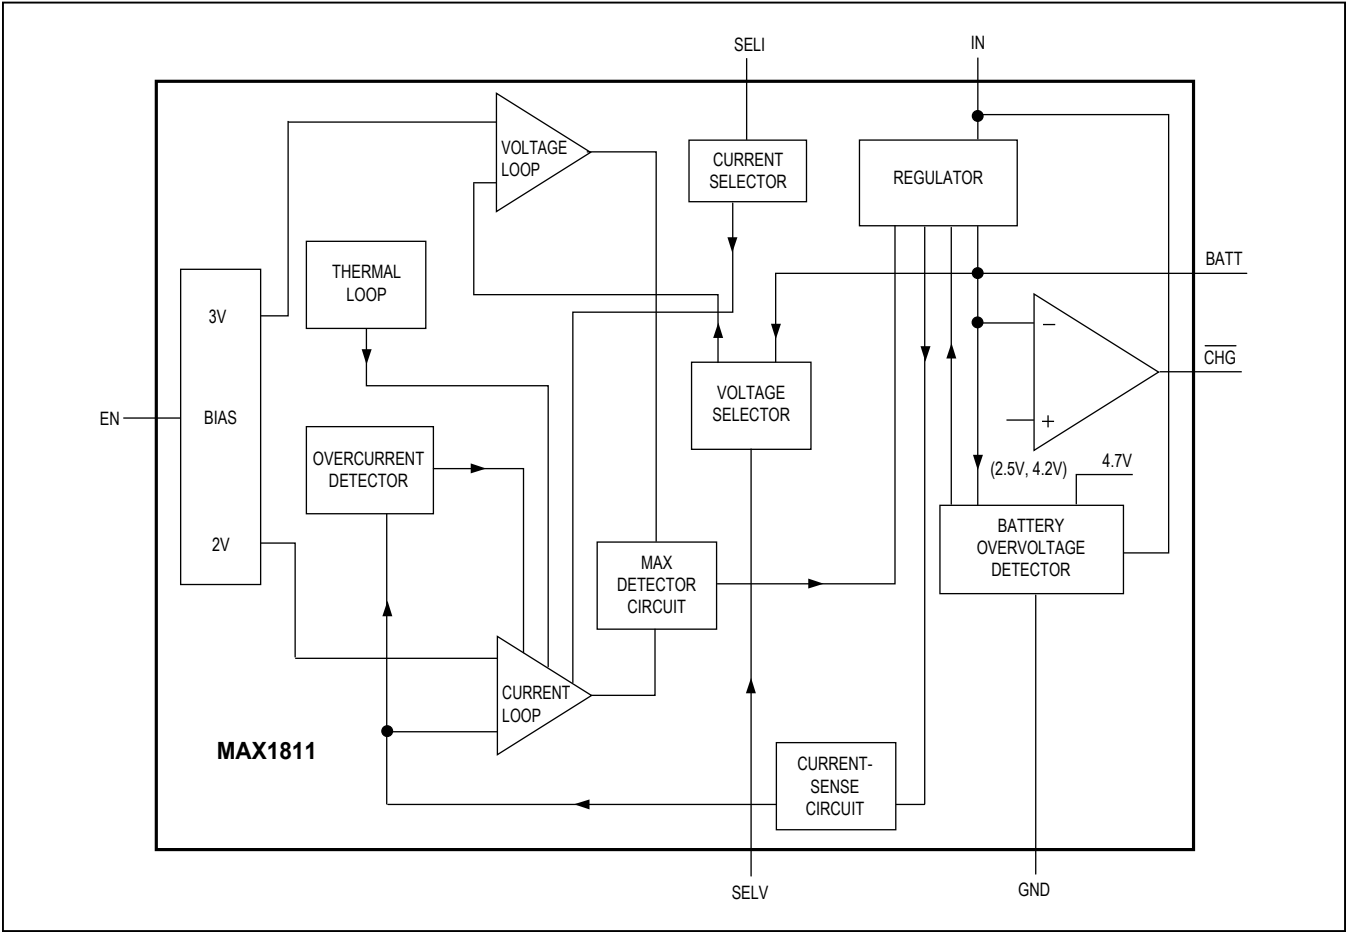 SELI
IN
VOLTAGE
LOOP
CURRENT
SELECTOR
REGULATOR
BATT
THERMAL
LOOP
3V
−
CHG
VOLTAGE
SELECTOR
EN
BIAS
+
OVERCURRENT
DETECTOR
(2.5V, 4.2V)
4.7V
2V
BATTERY
OVERVOLTAGE
DETECTOR
MAX
DETECTOR
CIRCUIT
CURRENT
LOOP
MAX1811
CURRENT-
SENSE
CIRCUIT
SELV
GND